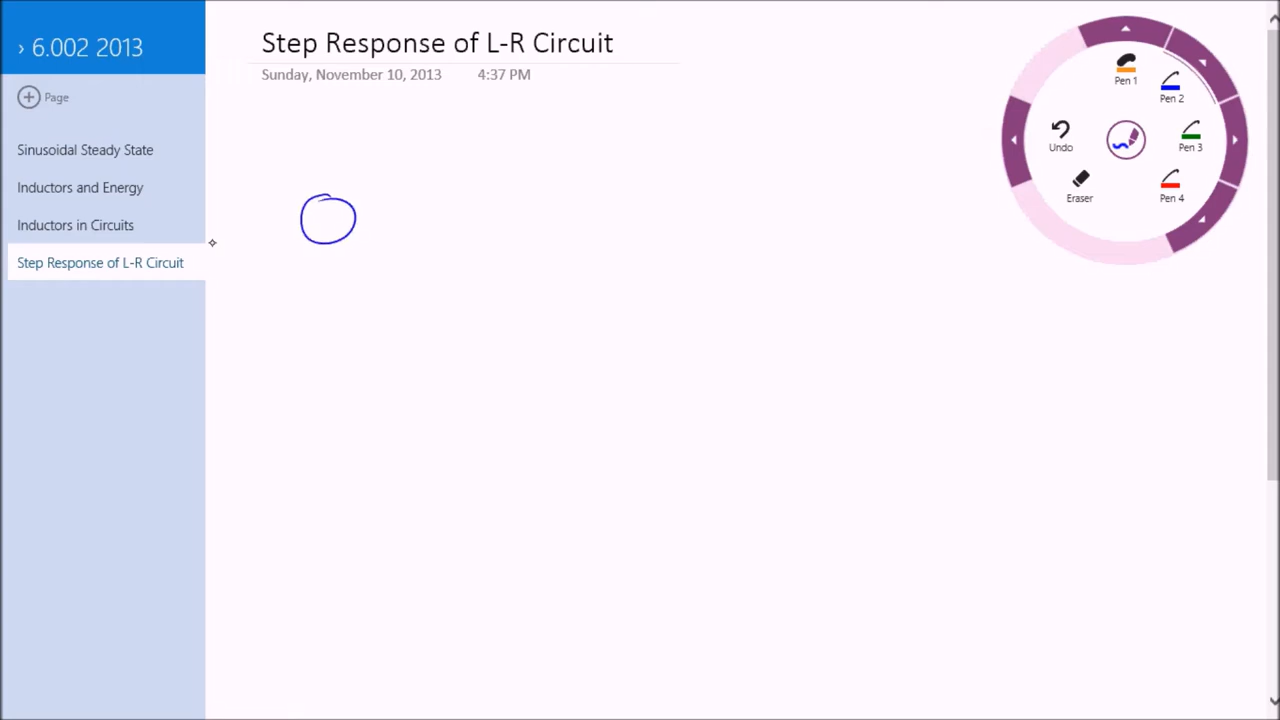 › 6.002 2013
Page
Sinusoidal Steady State
Inductors and Energy
Inductors in Circuits
Step Response of L-R Circuit
Step Response of L-R Circuit
Sunday, November 10, 2013 4:37 PM
Pen 1
Pen 2
Undo
Pen 3
Eraser
Pen 4